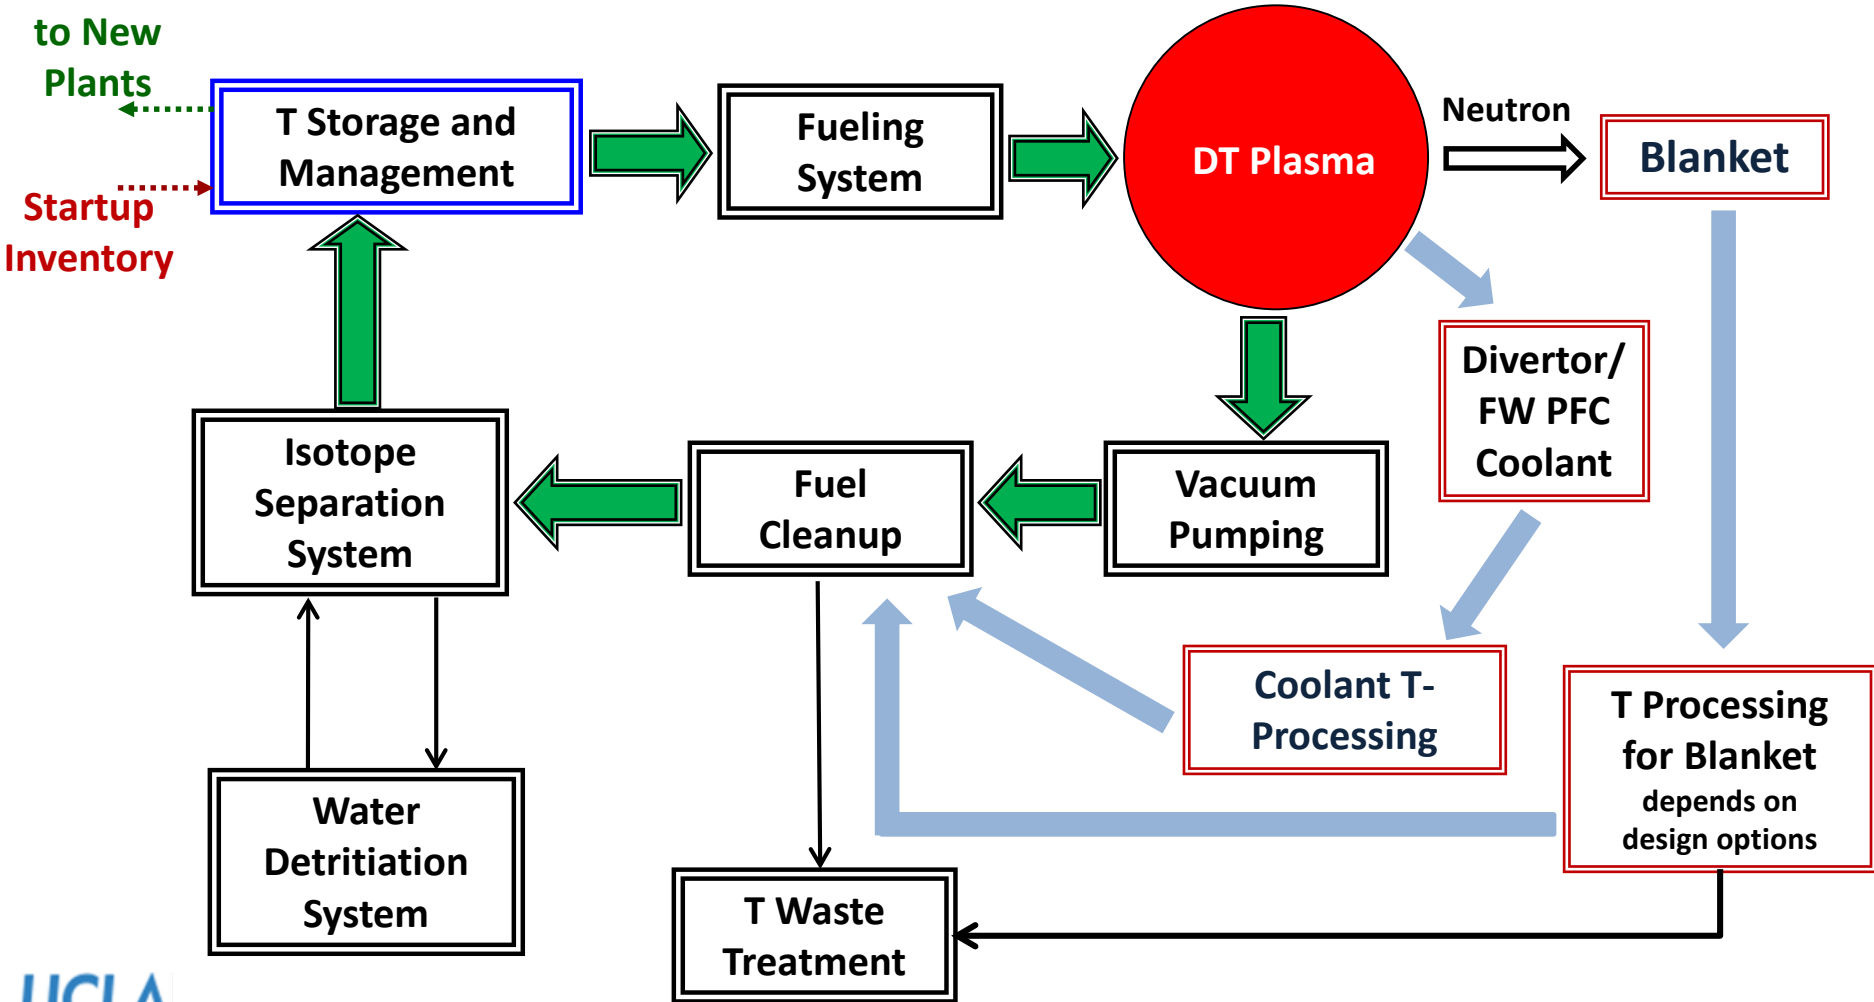 to New
Plants
T Storage and
Management
Startup
Inventory
Fueling
System
DT Plasma
Neutron
Blanket
Divertor/
FW PFC
Coolant
Isotope
Separation
System
Fuel
Cleanup
Vacuum
Pumping
Coolant T-
Processing
T Processing
for Blanket
depends on
design options
Water
Detritiation
System
T Waste
Treatment
UCLA